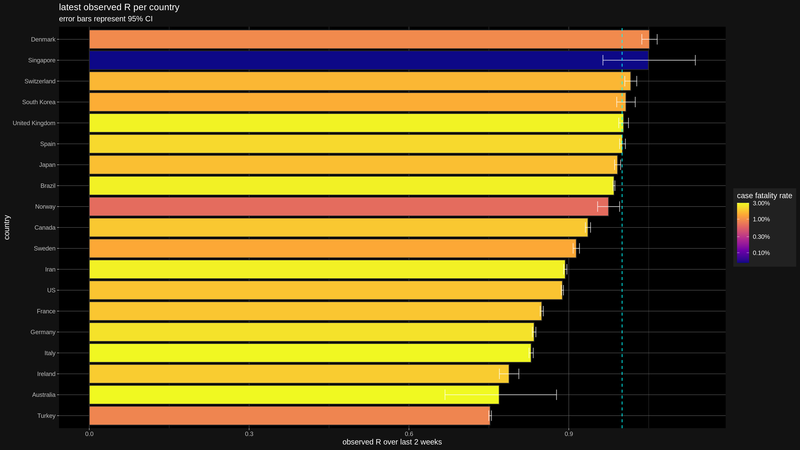 latest observed R per country
error bars represent 95% CI
Denmark
Singapore
Switzerland
South Korea
United Kingdom
Spain
Japan
Brazil
Norway
Canada
Sweden
Iran
US
France
Germany
Italy
Ireland
Australia
Turkey
country
0.0
0.3
0.6
0.9
observed R over last 2 weeks
case fatality rate
3.00%
1.00%
0.30%
0.10%